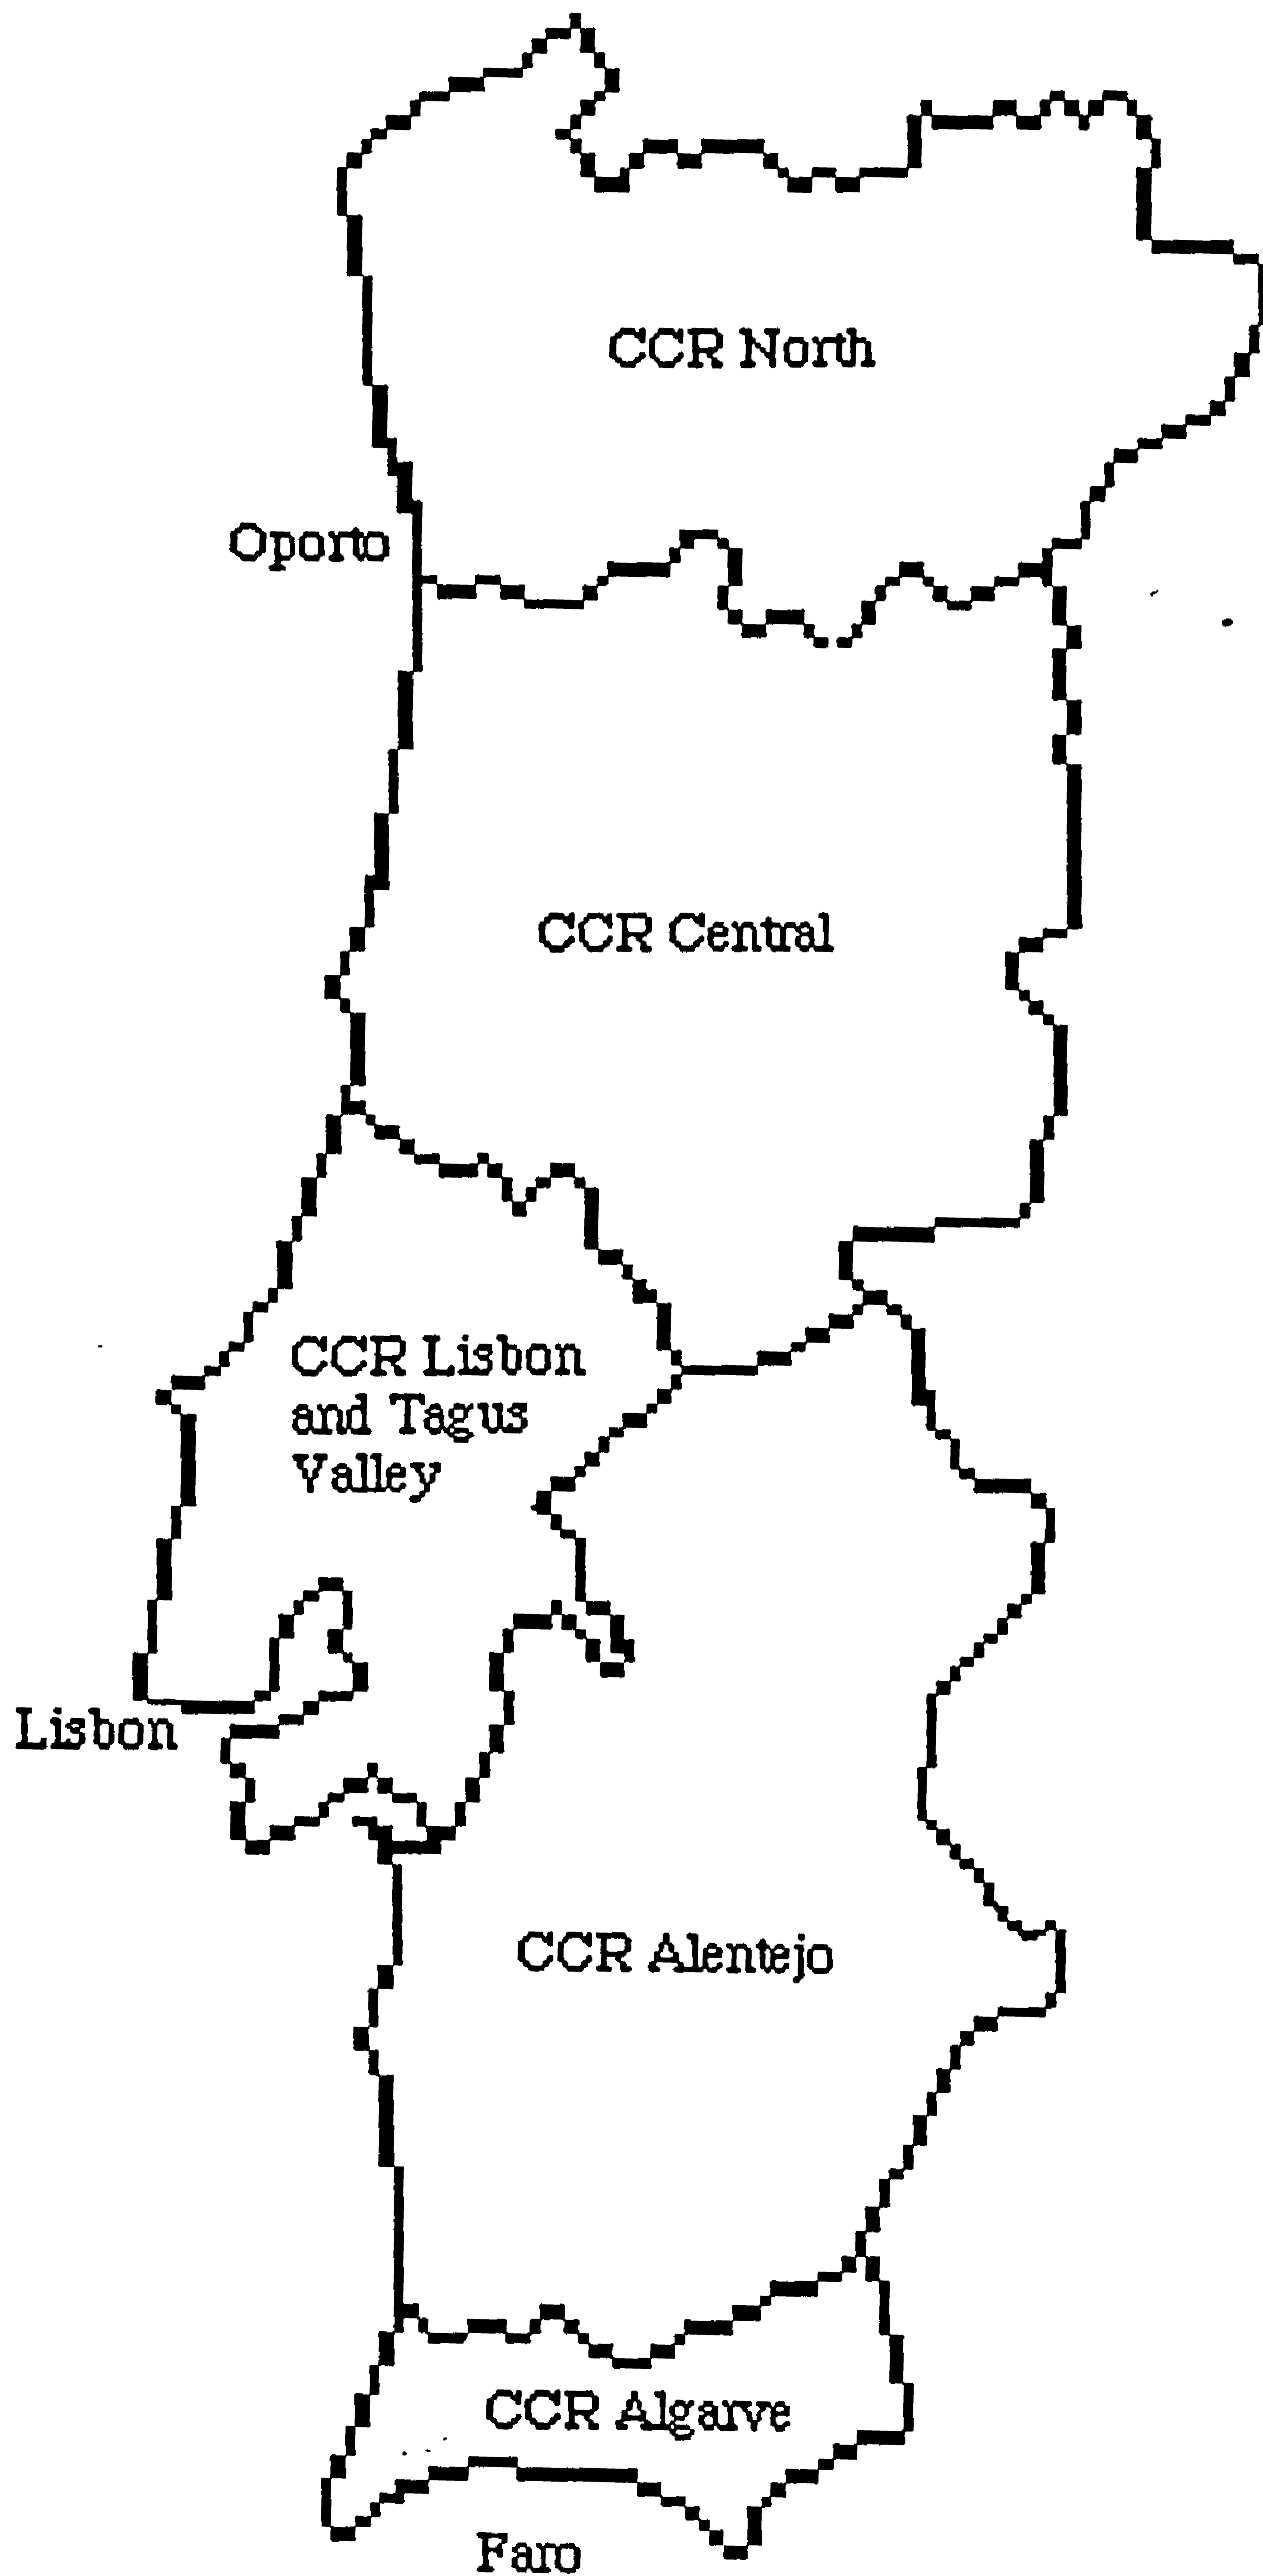 CCR North
Oporto
CCR Central
CCR Lisbon
and Tagus
Valley
Lisbon
CCR Alentejo
CCR Algarve
Faro